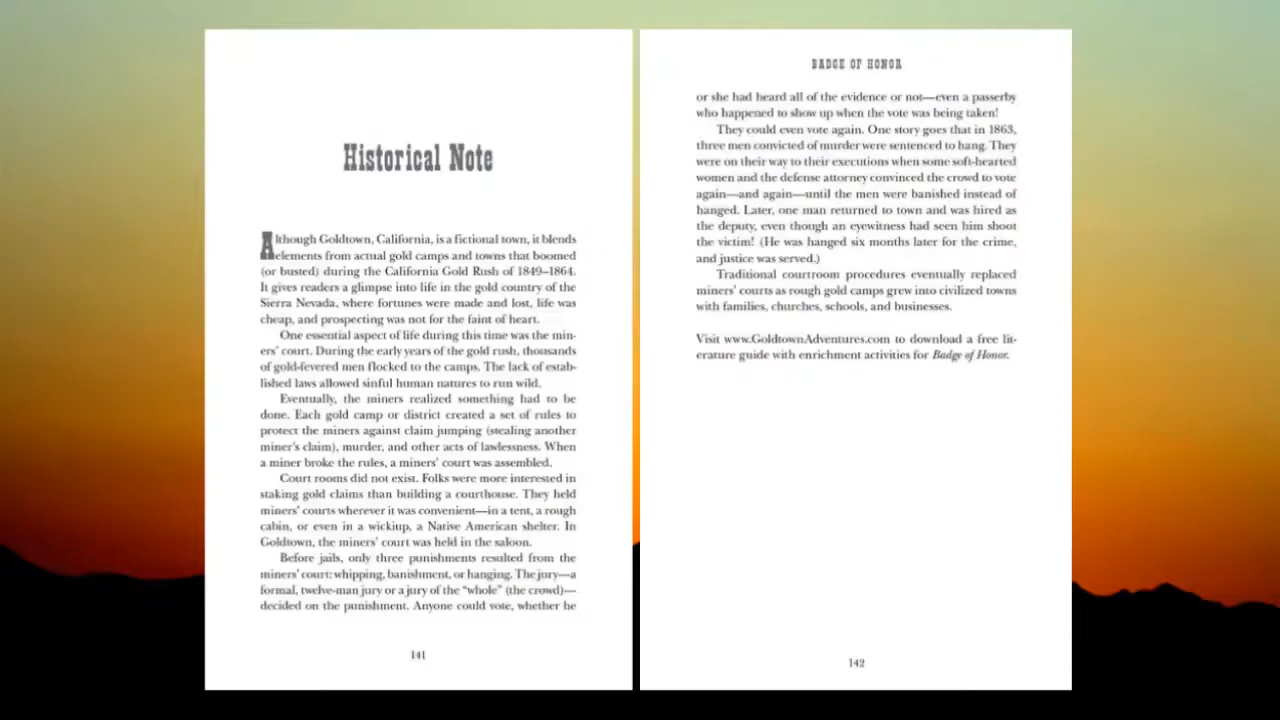 Historical Note
Although Goldtown, California, is a fictional town, it blends
elements from actual gold camps and towns that boomed
(or busted) during the California Gold Rush of 1849–1864.
It gives readers a glimpse into life in the gold country of the
Sierra Nevada, where fortunes were made and lost, life was
cheap, and prospecting was not for the faint of heart.
One essential aspect of life during this time was the min-
ers' court. During the early years of the gold rush, thousands
of gold-fevered men flocked to the camps. The lack of estab-
lished laws allowed sinful human natures to run wild.
Eventually, the miners realized something had to be
done. Each gold camp or district created a set of rules to
protect the miners against claim jumping (stealing another
miner's claim), murder, and other acts of lawlessness. When
a miner broke the rules, a miners' court was assembled.
Court rooms did not exist. Folks were more interested in
staking gold claims than building a courthouse. They held
miners' courts wherever it was convenient—in a tent, a rough
cabin, or even in a wickiup, a Native American shelter. In
Goldtown, the miners' court was held in the saloon.
Before jails, only three punishments resulted from the
miners' court: whipping, banishment, or hanging. The jury—a
formal, twelve-man jury or a jury of the "whole" (the crowd)—
decided on the punishment. Anyone could vote, whether he
141
BADGE OF HONOR
or she had heard all of the evidence or not—even a passerby
who happened to show up when the vote was being taken!
They could even vote again. One story goes that in 1863,
three men convicted of murder were sentenced to hang. They
were on their way to their executions when some soft-hearted
women and the defense attorney convinced the crowd to vote
again—and again—until the men were banished instead of
hanged. Later, one man returned to town and was hired as
the deputy, even though an eyewitness had seen him shoot
the victim! (He was hanged six months later for the crime,
and justice was served.)
Traditional courtroom procedures eventually replaced
miners' courts as rough gold camps grew into civilized towns
with families, churches, schools, and businesses.
Visit www.GoldtownAdventures.com to download a free lit-
erature guide with enrichment activities for Badge of Honor.
142